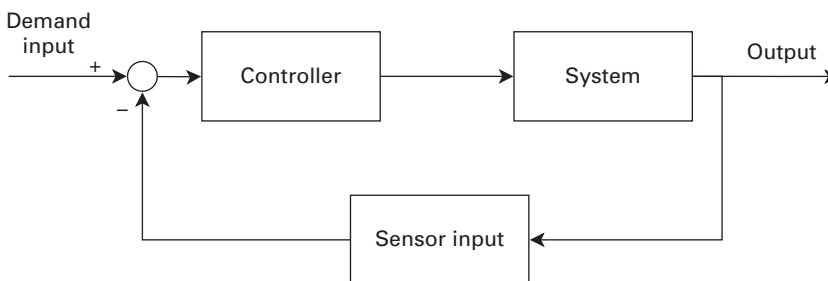 Demand
input
+
Controller
System
Output
−
Sensor input